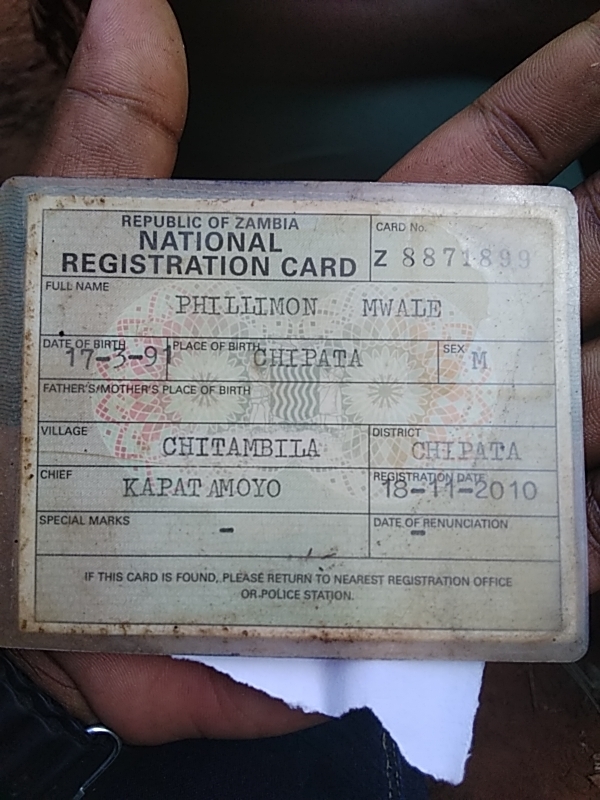 REPUBLIC OF ZAMBIA
NATIONAL
REGISTRATION CARD
CARD No.
Z 8871899
FULL NAME
PHILLIMON MWALE
DATE OF BIRTH
17-3-91
PLACE OF BIRTH
CHIPATA
SEX
M
FATHER'S/MOTHER'S PLACE OF BIRTH
VILLAGE
CHITAMBILA
DISTRICT
CHIPATA
CHIEF
KAPATAMOYO
REGISTRATION DATE
18-11-2010
SPECIAL MARKS
-
DATE OF RENUNCIATION
-
IF THIS CARD IS FOUND, PLEASE RETURN TO NEAREST REGISTRATION OFFICE
OR POLICE STATION.